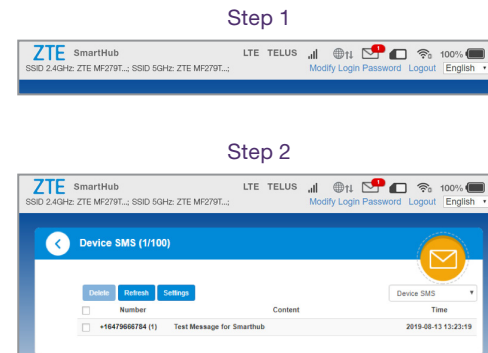 Step 1
ZTE SmartHub LTE TELUS 1 100%
SSID 2.4GHz: ZTE MF279T...; SSID 5GHz: ZTE MF279T...; Modify Login Password Logout English
Step 2
ZTE SmartHub LTE TELUS 1 100%
SSID 2.4GHz: ZTE MF279T...; SSID 5GHz: ZTE MF279T...; Modify Login Password Logout English
Device SMS (1/100)
Delete Refresh Settings Device SMS
Number Content Time
+16479666784 (1) Test Message for Smarthub 2019-08-13 13:23:19